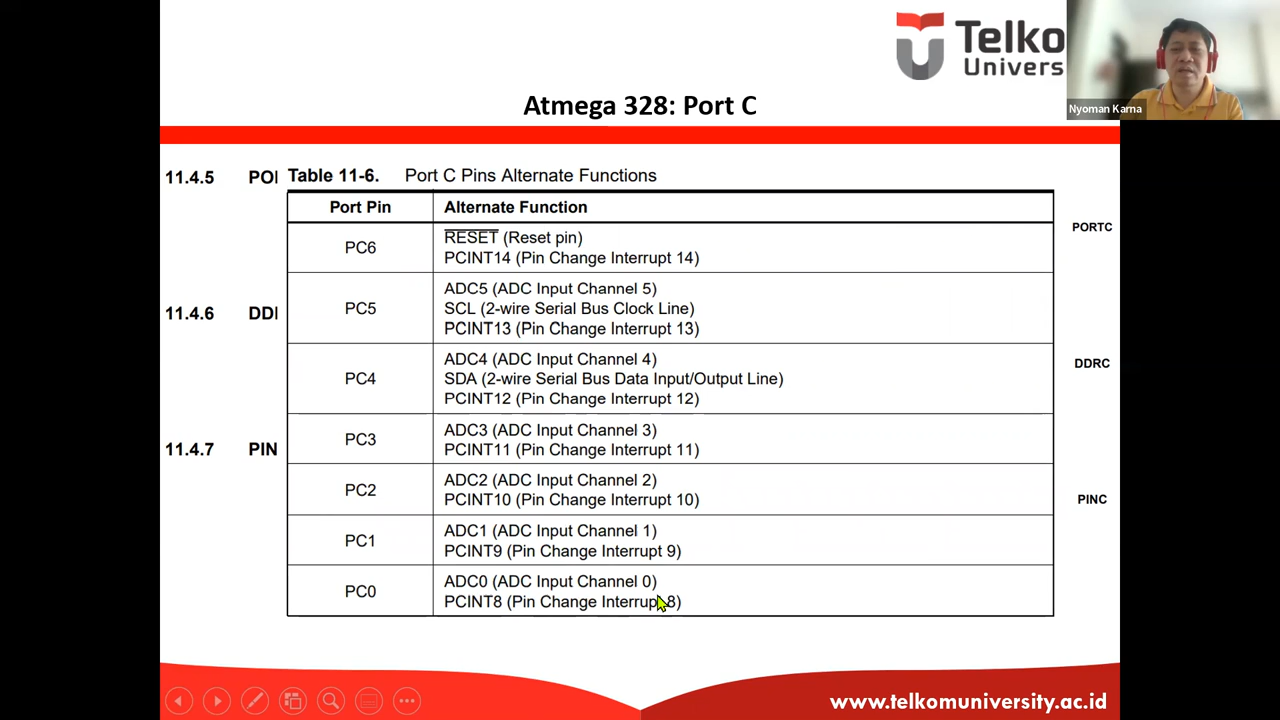 Telko
Univers
Nyoman Karna
Atmega 328: Port C
11.4.5 POI
Table 11-6. Port C Pins Alternate Functions
Port Pin Alternate Function
PORTC
PC6
RESET (Reset pin)
PCINT14 (Pin Change Interrupt 14)
11.4.6 DDI
PC5
ADC5 (ADC Input Channel 5)
SCL (2-wire Serial Bus Clock Line)
PCINT13 (Pin Change Interrupt 13)
DDRC
PC4
ADC4 (ADC Input Channel 4)
SDA (2-wire Serial Bus Data Input/Output Line)
PCINT12 (Pin Change Interrupt 12)
11.4.7 PIN
PC3
ADC3 (ADC Input Channel 3)
PCINT11 (Pin Change Interrupt 11)
PC2
ADC2 (ADC Input Channel 2)
PCINT10 (Pin Change Interrupt 10)
PINC
PC1
ADC1 (ADC Input Channel 1)
PCINT9 (Pin Change Interrupt 9)
PC0
ADC0 (ADC Input Channel 0)
PCINT8 (Pin Change Interrupt 8)
www.telkomuniversity.ac.id